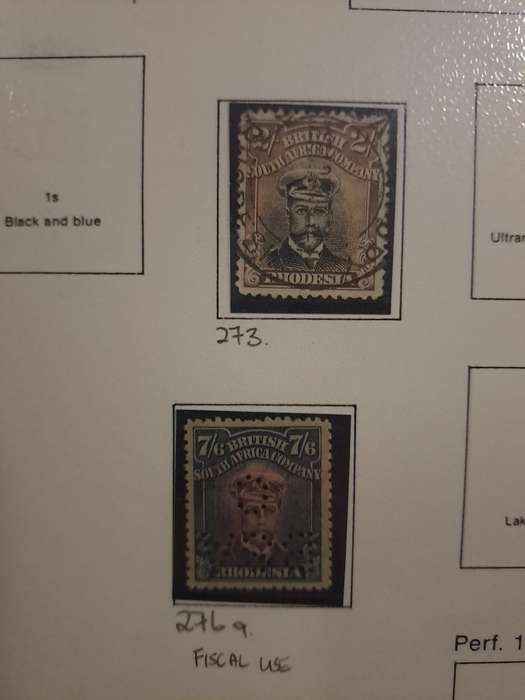 1s
Black and blue
2/- 2/-
BRITISH
SOUTH AFRICA COMPANY
RHODESIA
Ultra
273.
7/6 BRITISH 7/6
SOUTH AFRICA COMPANY
RHODESIA
Lak
276a.
FISCAL USE
Perf. 1